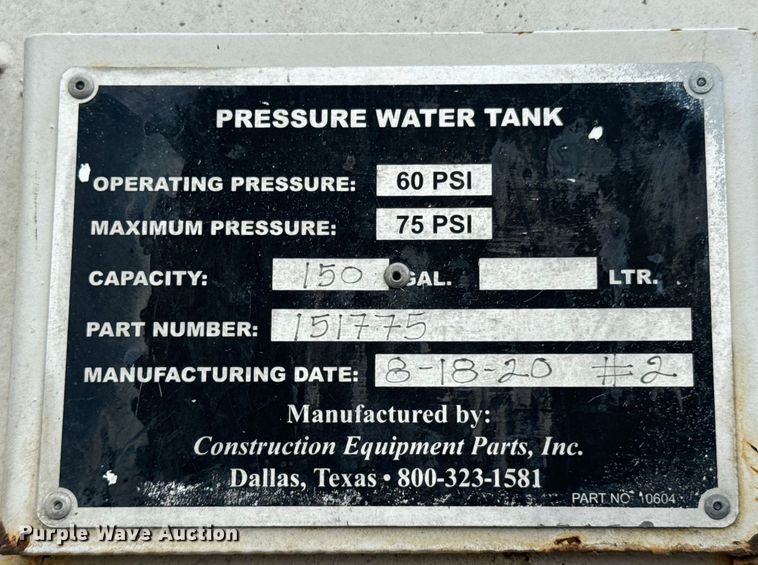 PRESSURE WATER TANK
OPERATING PRESSURE: 60 PSI
MAXIMUM PRESSURE: 75 PSI
CAPACITY: 150 GAL. LTR.
PART NUMBER: 151775
MANUFACTURING DATE: 8-18-20 #2
Manufactured by:
Construction Equipment Parts, Inc.
Dallas, Texas • 800-323-1581
PART NO. 10604
Purple Wave Auction